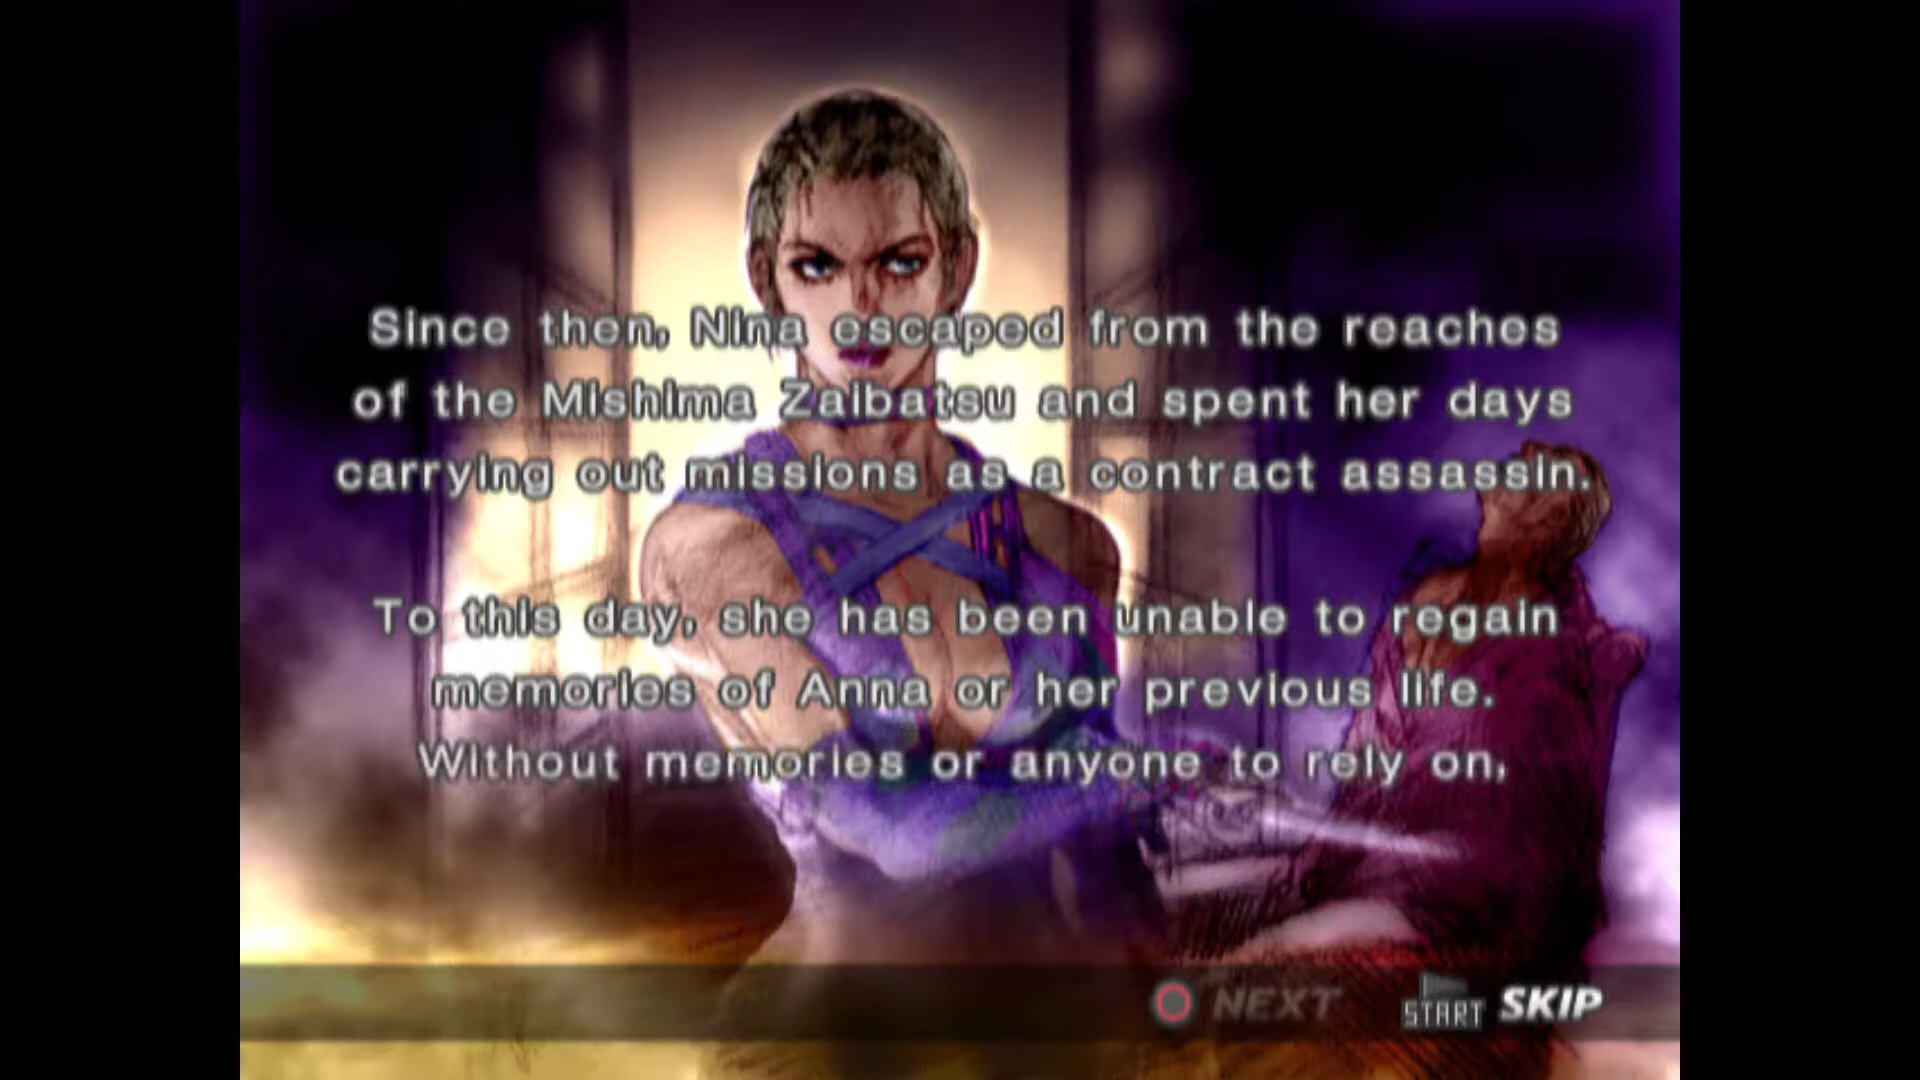 Since then, Nina escaped from the reaches
of the Mishima Zaibatsu and spent her days
carrying out missions as a contract assassin.
To this day, she has been unable to regain
memories of Anna or her previous life.
Without memories or anyone to rely on,
NEXT START SKIP